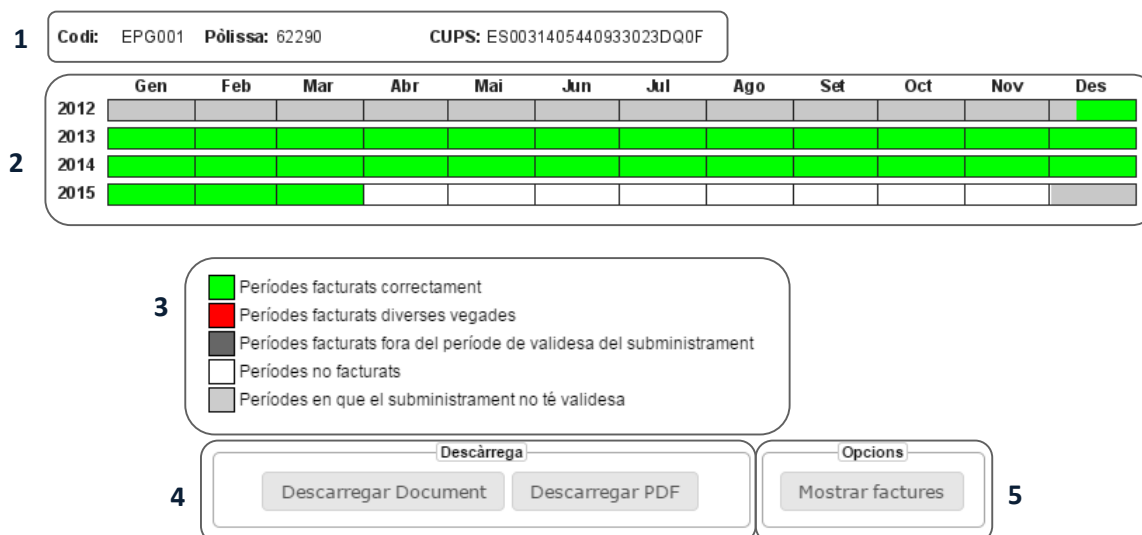 1
Codi: EPG001 Pòlissa: 62290 CUPS: ES0031405440933023DQ0F
Gen Feb Mar Abr Mai Jun Jul Ago Set Oct Nov Des
2012
2013
2
2014
2015
3
Períodes facturats correctament
Períodes facturats diverses vegades
Períodes facturats fora del període de validesa del subministrament
Períodes no facturats
Períodes en que el subministrament no té validesa
Descàrrega Opcions
4 Descarregar Document Descarregar PDF Mostrar factures 5